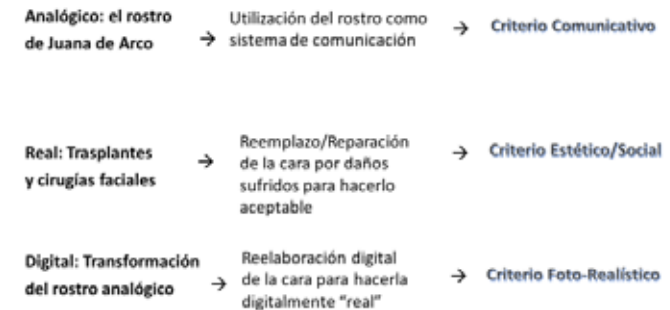 Analógico: el rostro
de Juana de Arco
→ Utilización del rostro como
sistema de comunicación
→ Criterio Comunicativo
Real: Trasplantes
y cirugías faciales
→ Reemplazo/Reparación
de la cara por daños
sufridos para hacerlo
aceptable
→ Criterio Estético/Social
Digital: Transformación
del rostro analógico
→ Reelaboración digital
de la cara para hacerla
digitalmente “real”
→ Criterio Foto-Realístico